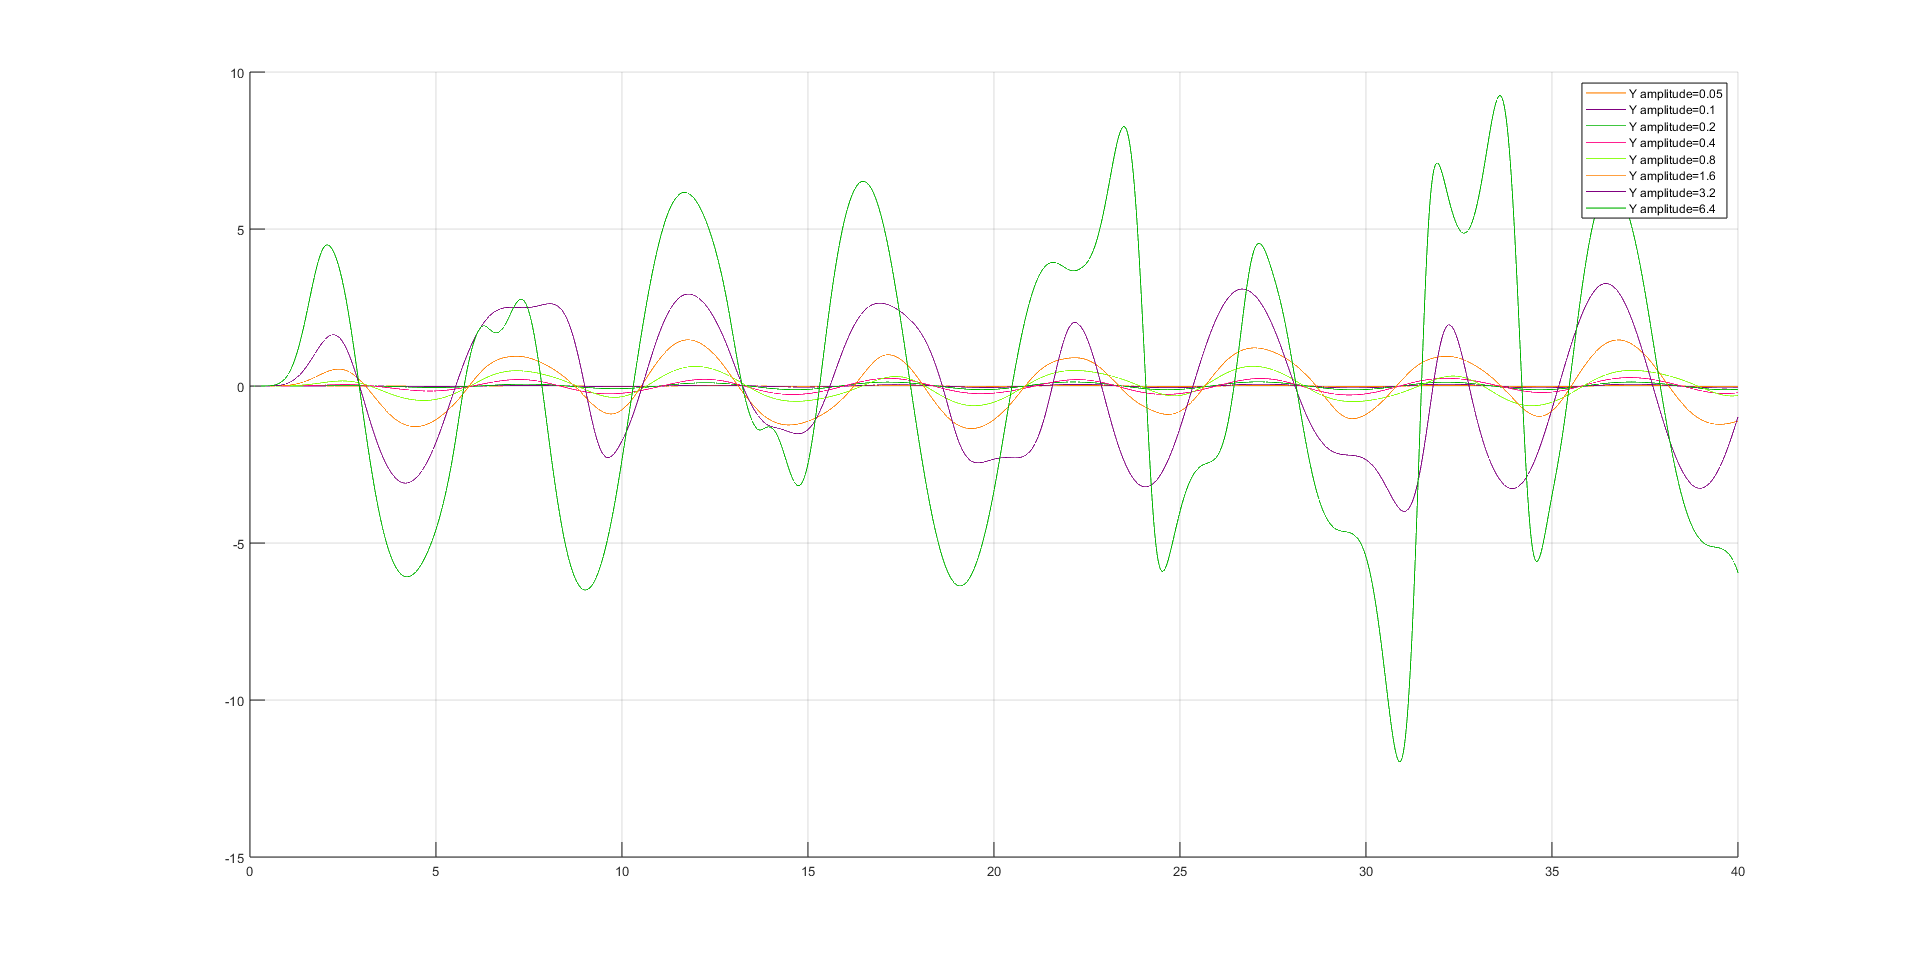 10
5
0
-5
-10
-15
0 5 10 15 20 25 30 35 40
Y amplitude=0.05
Y amplitude=0.1
Y amplitude=0.2
Y amplitude=0.4
Y amplitude=0.8
Y amplitude=1.6
Y amplitude=3.2
Y amplitude=6.4